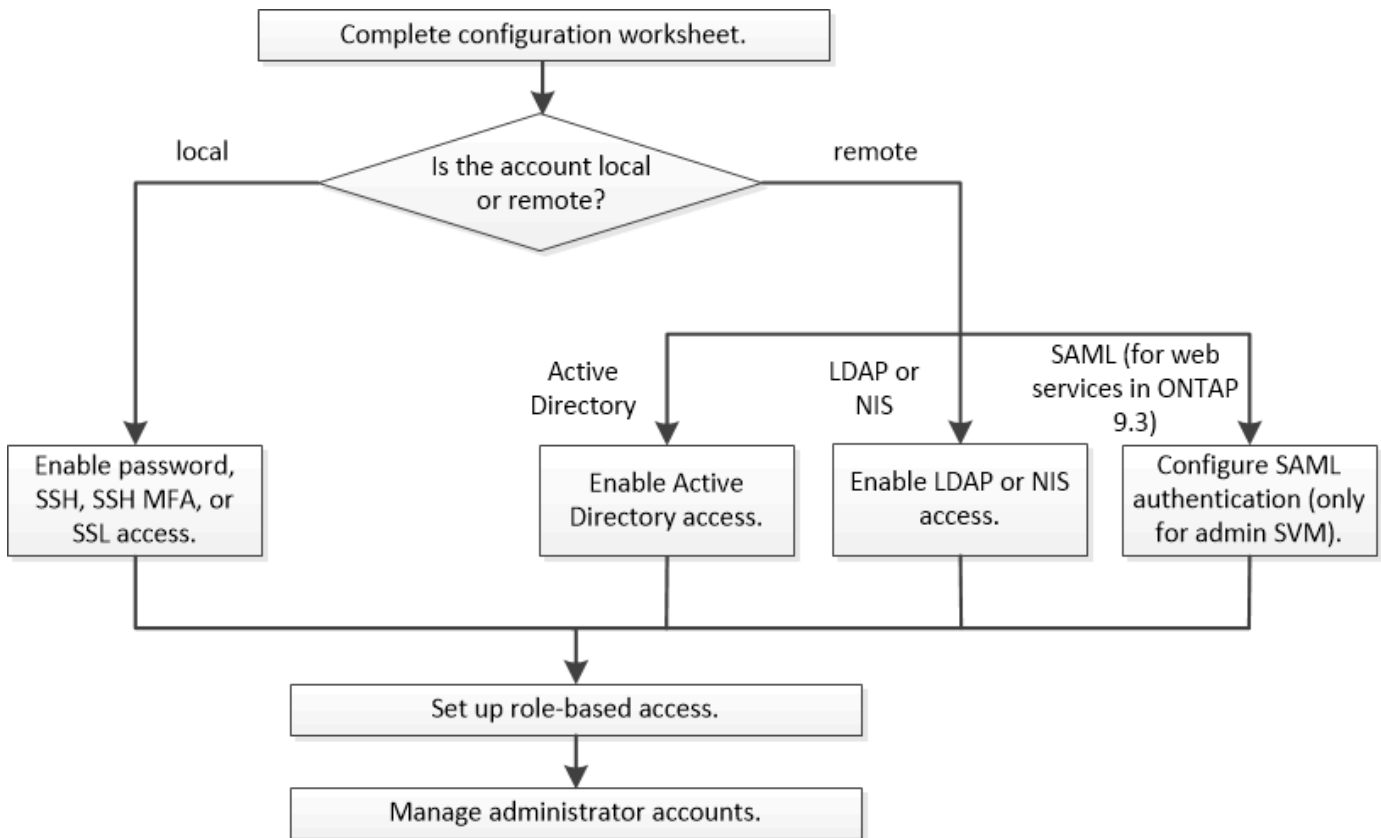 Complete configuration worksheet.
local
remote
Is the account local
or remote?
Active
Directory
LDAP or
NIS
SAML (for web
services in ONTAP
9.3)
Enable password,
SSH, SSH MFA, or
SSL access.
Enable Active
Directory access.
Enable LDAP or NIS
access.
Configure SAML
authentication (only
for admin SVM).
Set up role-based access.
Manage administrator accounts.